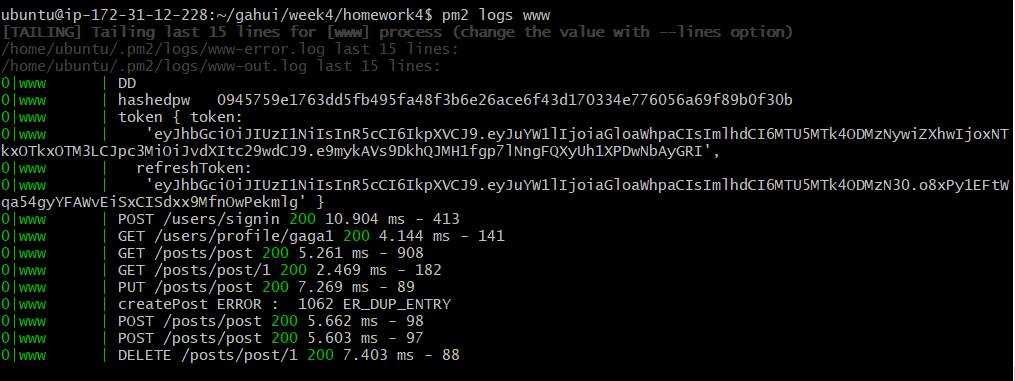 ubuntu@ip-172-31-12-228:~/gahui/week4/homework4$ pm2 logs www
[TAILING] Tailing last 15 lines for [www] process (change the value with --lines option)
/home/ubuntu/.pm2/logs/www-error.log last 15 lines:
/home/ubuntu/.pm2/logs/www-out.log last 15 lines:
0|www | DD
0|www | hashedpw 0945759e1763dd5fb495fa48f3b6e26ace6f43d170334e776056a69f89b0f30b
0|www | token { token:
0|www | 'eyJhbGciOiJIUzI1NiIsInR5cCI6IkpXVCJ9.eyJuYW1lIjoiaGloaWhpaCIsImlhdCI6MTU5MTk4ODMzNywiZXhwIjoxNT
kxOTkxOTM3LCJpc3MiOiJvdXItc29wdCJ9.e9mykAVs9DkhQJMH1fgp7lNngFQXyUh1XPDwNbAyGRI',
0|www | refreshToken:
0|www | 'eyJhbGciOiJIUzI1NiIsInR5cCI6IkpXVCJ9.eyJuYW1lIjoiaGloaWhpaCIsImlhdCI6MTU5MTk4ODMzN30.o8xPy1EFtW
qa54gyYFAWvEiSxCISdxx9MfnOwPekmlg' }
0|www | POST /users/signin 200 10.904 ms - 413
0|www | GET /users/profile/gaga1 200 4.144 ms - 141
0|www | GET /posts/post 200 5.261 ms - 908
0|www | GET /posts/post/1 200 2.469 ms - 182
0|www | PUT /posts/post 200 7.269 ms - 89
0|www | createPost ERROR : 1062 ER_DUP_ENTRY
0|www | POST /posts/post 200 5.662 ms - 98
0|www | POST /posts/post 200 5.603 ms - 97
0|www | DELETE /posts/post/1 200 7.403 ms - 88